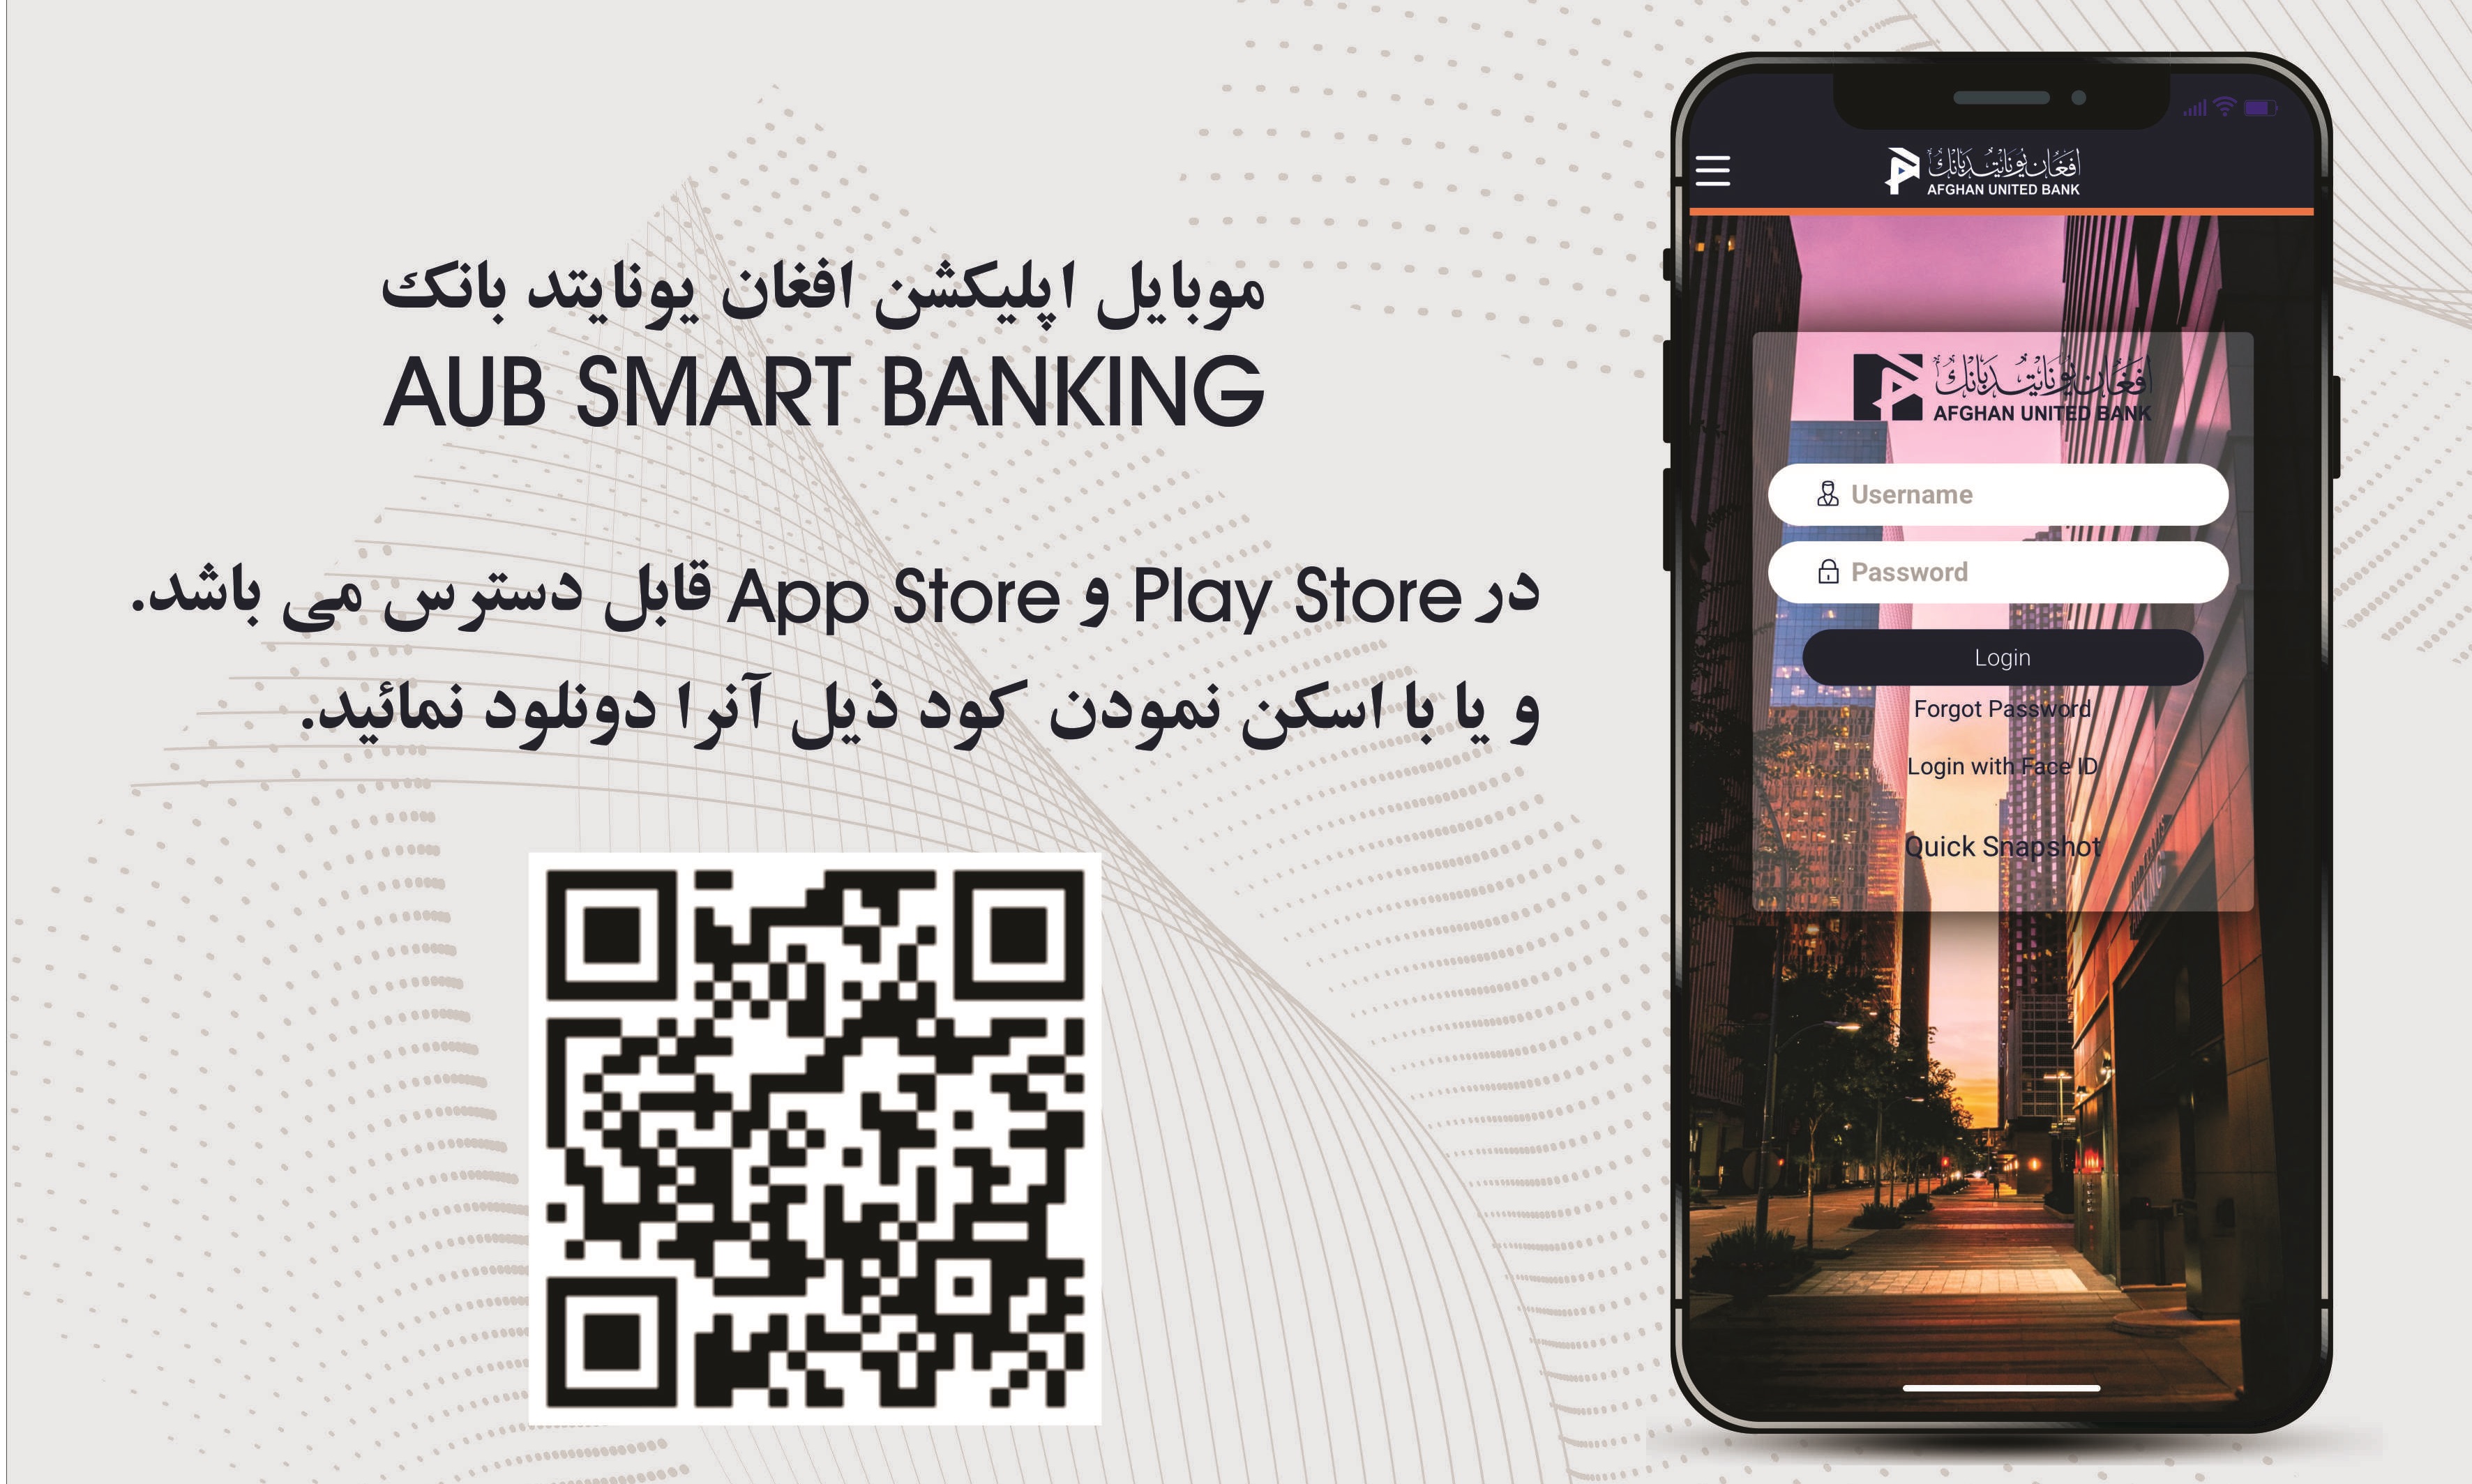 موبایل اپلیکشن افغان یونایتد بانک
AUB SMART BANKING
در Play Store و App Store قابل دسترس می باشد.
و یا با اسکن نمودن کود ذیل آنرا دونلود نمائید.
افغان یونایتد بانک
AFGHAN UNITED BANK
افغان یونایتد بانک
AFGHAN UNITED BANK
Username
Password
Login
Forgot Password
Login with Face ID
Quick Snapshot